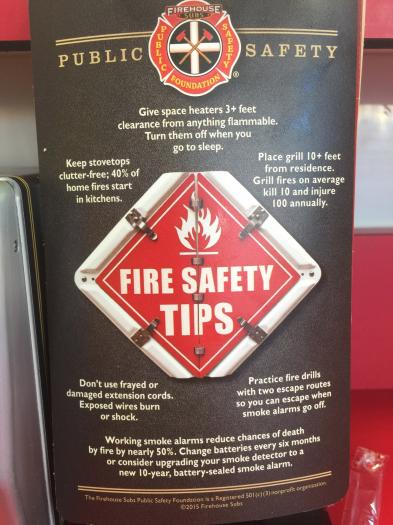 FIREHOUSE
SUBS
PUBLIC SAFETY
PUBLIC
SAFETY
FOUNDATION
®
Give space heaters 3+ feet
clearance from anything flammable.
Turn them off when you
go to sleep.
Keep stovetops
clutter-free; 40% of
home fires start
in kitchens.
Place grill 10+ feet
from residence.
Grill fires on average
kill 10 and injure
100 annually.
FIRE SAFETY
TIPS
Don't use frayed or
damaged extension cords.
Exposed wires burn
or shock.
Practice fire drills
with two escape routes
so you can escape when
smoke alarms go off.
Working smoke alarms reduce chances of death
by fire by nearly 50%. Change batteries every six months
or consider upgrading your smoke detector to a
new 10-year, battery-sealed smoke alarm.
The Firehouse Subs Public Safety Foundation is a Registered 501(c)(3) nonprofit organization.
©2015 Firehouse Subs